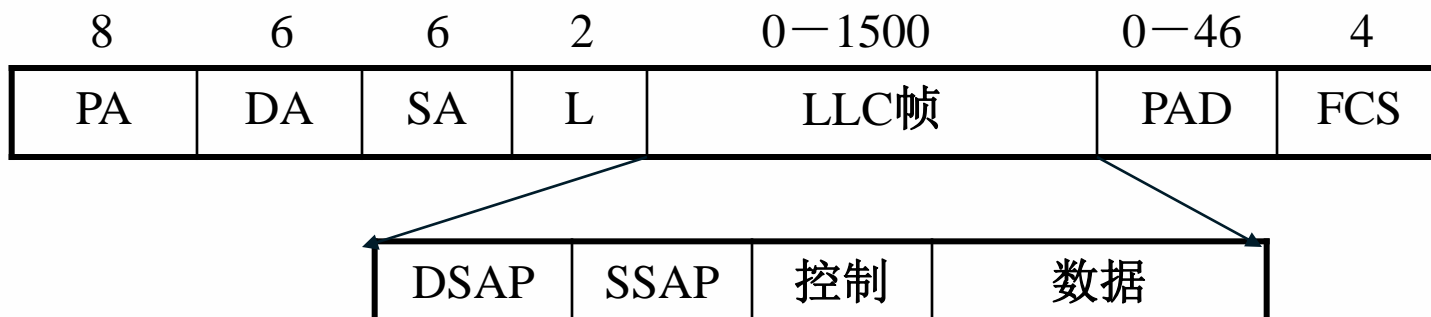 8 6 6 2 0－1500 0－46 4
PA DA SA L LLC帧 PAD FCS
DSAP SSAP 控制 数据